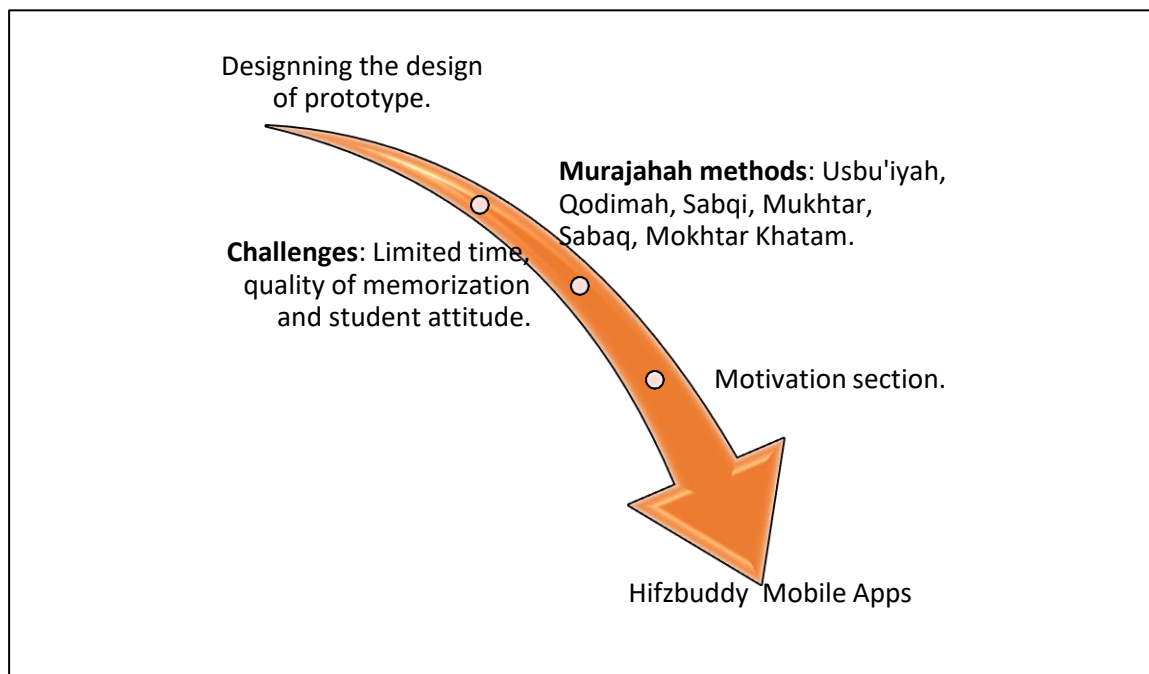 Designning the design
of prototype.
Murajahah methods: Usbu'iyah,
Qodimah, Sabqi, Mukhtar,
Sabaq, Mokhtar Khatam.
Challenges: Limited time,
quality of memorization
and student attitude.
Motivation section.
Hifzbuddy Mobile Apps